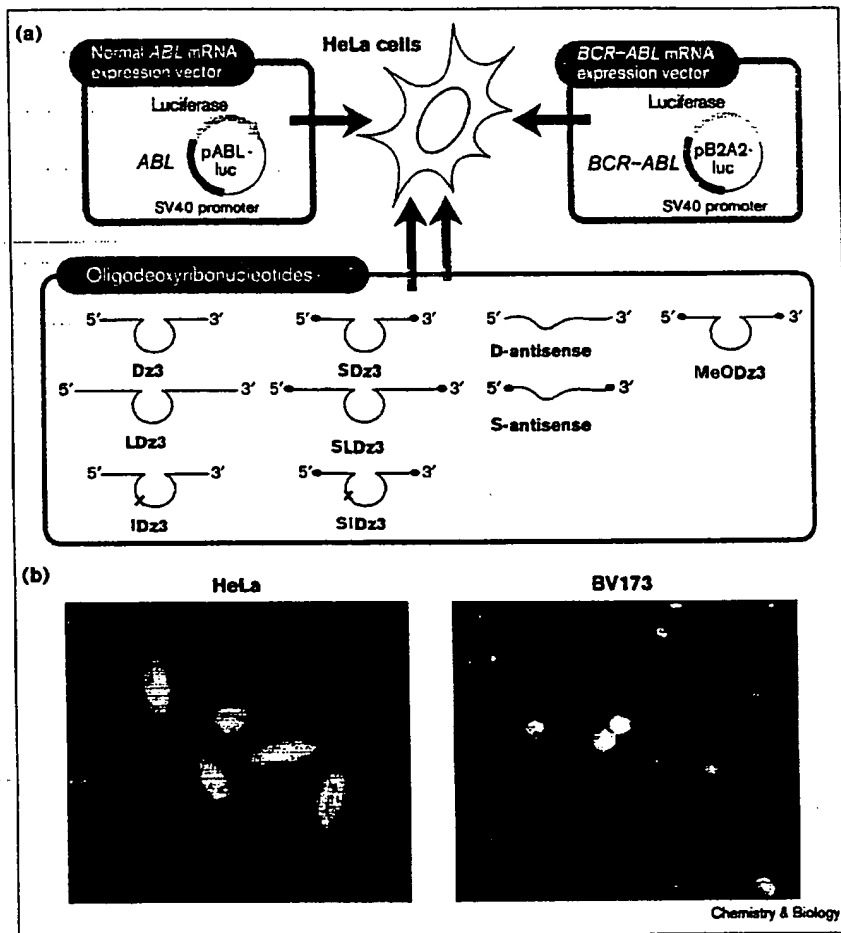 (a)
Normal ABL mRNA
expression vector
Luciferase
ABL
pABL-
luc
SV40 promoter
HeLa cells
BCR–ABL mRNA
expression vector
Luciferase
BCR–ABL
pB2A2-
luc
SV40 promoter
Oligodeoxyribonucleotides
5′ 3′
Dz3
5′ 3′
SDz3
5′ 3′
D-antisense
5′ 3′
MeODz3
5′ 3′
LDz3
5′ 3′
SLDz3
5′ 3′
S-antisense
5′ 3′
IDz3
5′ 3′
SIDz3
(b)
HeLa
BV173
Chemistry & Biology